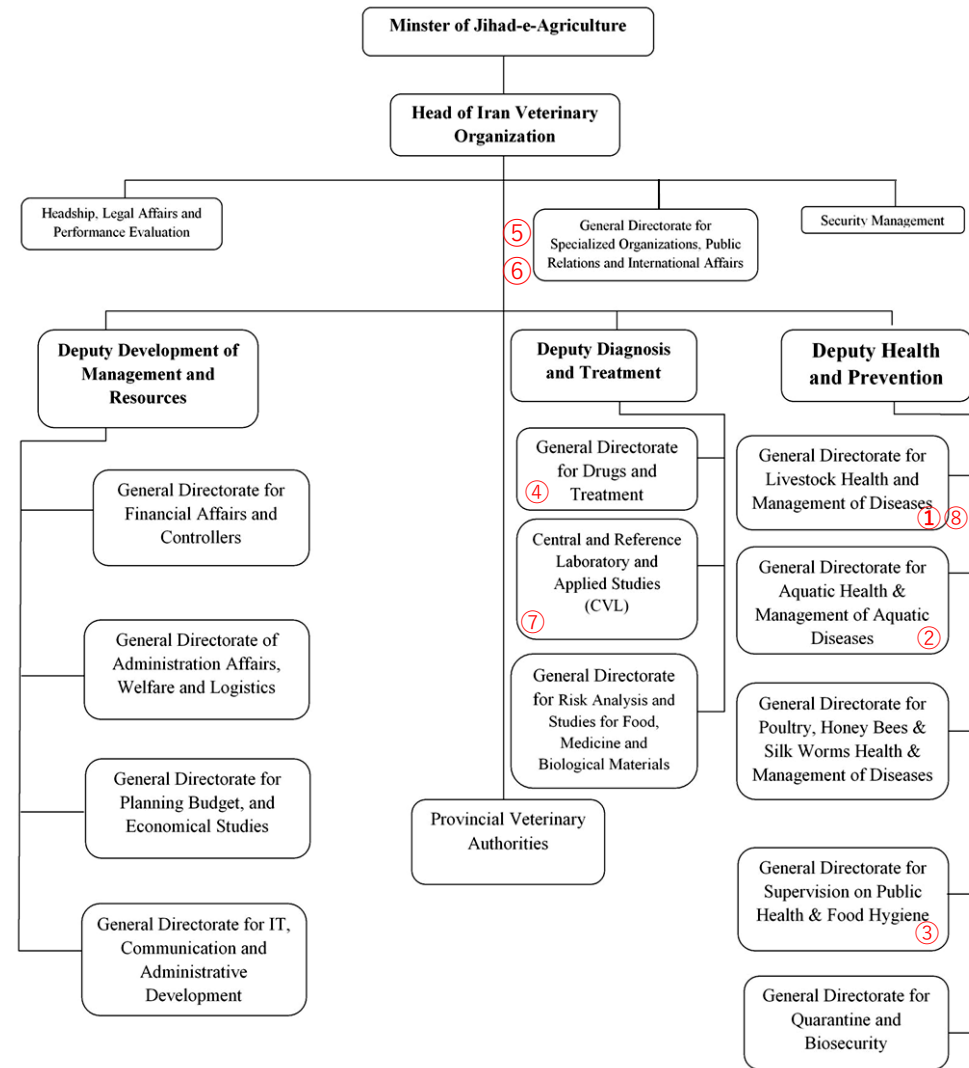 Minster of Jihad-e-Agriculture
Head of Iran Veterinary
Organization
Headship, Legal Affairs and
Performance Evaluation
⑤
⑥
General Directorate for
Specialized Organizations, Public
Relations and International Affairs
Security Management
Deputy Development of
Management and
Resources
Deputy Diagnosis
and Treatment
Deputy Health
and Prevention
General Directorate for
Financial Affairs and
Controllers
General Directorate of
Administration Affairs,
Welfare and Logistics
General Directorate for
Planning Budget, and
Economical Studies
General Directorate for IT,
Communication and
Administrative
Development
Provincial Veterinary
Authorities
General Directorate
for Drugs and
Treatment
④
Central and Reference
Laboratory and
Applied Studies
(CVL)
⑦
General Directorate
for Risk Analysis and
Studies for Food,
Medicine and
Biological Materials
General Directorate for
Livestock Health and
Management of Diseases
① ⑧
General Directorate for
Aquatic Health &
Management of Aquatic
Diseases
②
General Directorate for
Poultry, Honey Bees &
Silk Worms Health &
Management of Diseases
General Directorate for
Supervision on Public
Health & Food Hygiene
③
General Directorate for
Quarantine and
Biosecurity